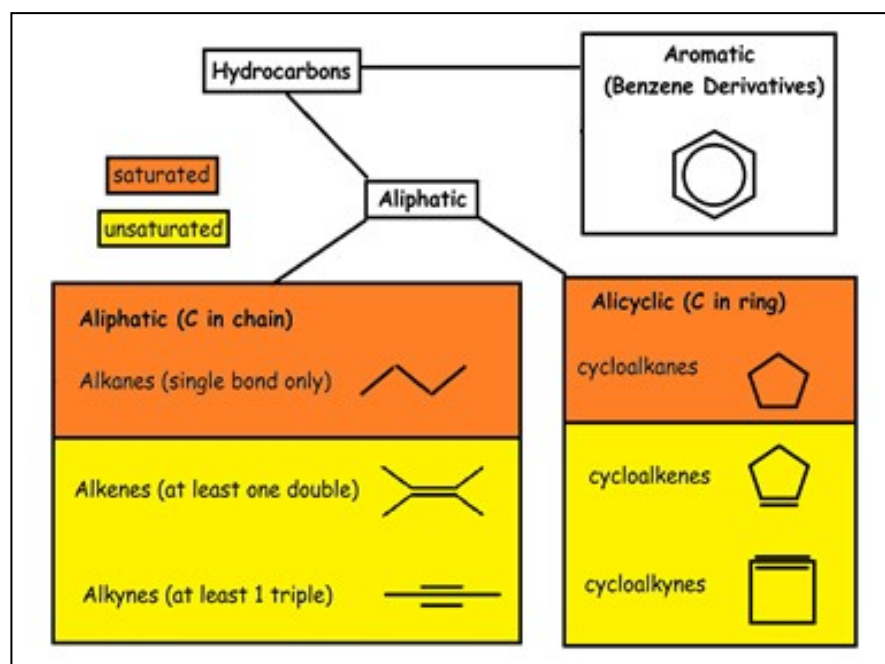 Hydrocarbons
Aromatic
(Benzene Derivatives)
saturated
unsaturated
Aliphatic
Aliphatic (C in chain)
Alkanes (single bond only)
Alkenes (at least one double)
Alkynes (at least 1 triple)
Alicyclic (C in ring)
cycloalkanes
cycloalkenes
cycloalkynes